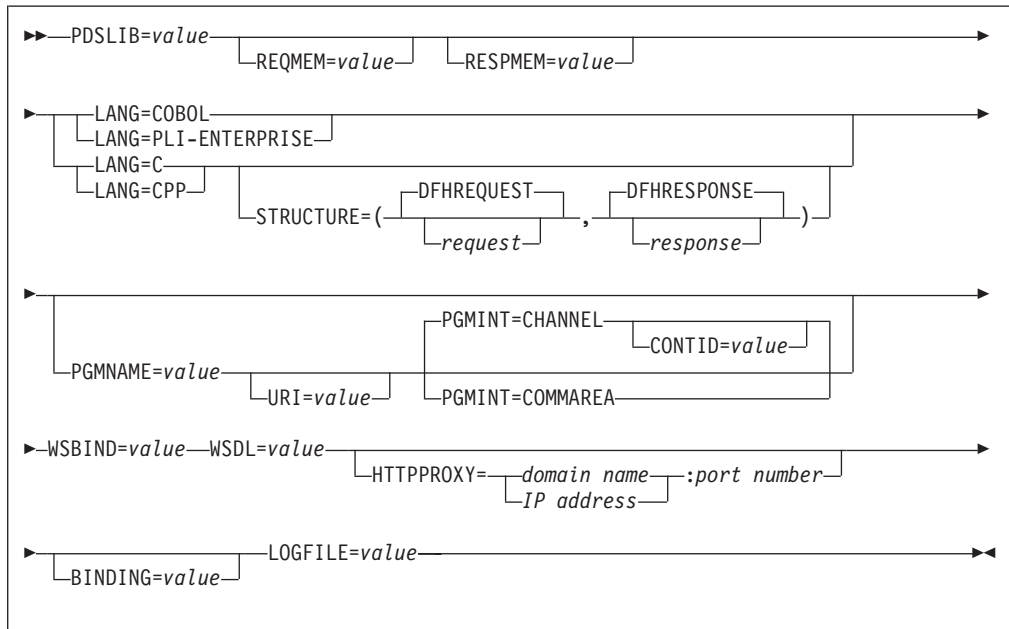 PDSLIB=value
REQMEM=value RESPMEM=value
LANG=COBOL
LANG=PLI-ENTERPRISE
LANG=C
LANG=CPP DFHREQUEST DFHRESPONSE
STRUCTURE=( , )
request response
PGMINT=CHANNEL
CONTID=value
PGMNAME=value
URI=value PGMINT=COMMAREA
WSBIND=value WSDL=value
HTTPPROXY= domain name :port number
IP address
LOGFILE=value
BINDING=value